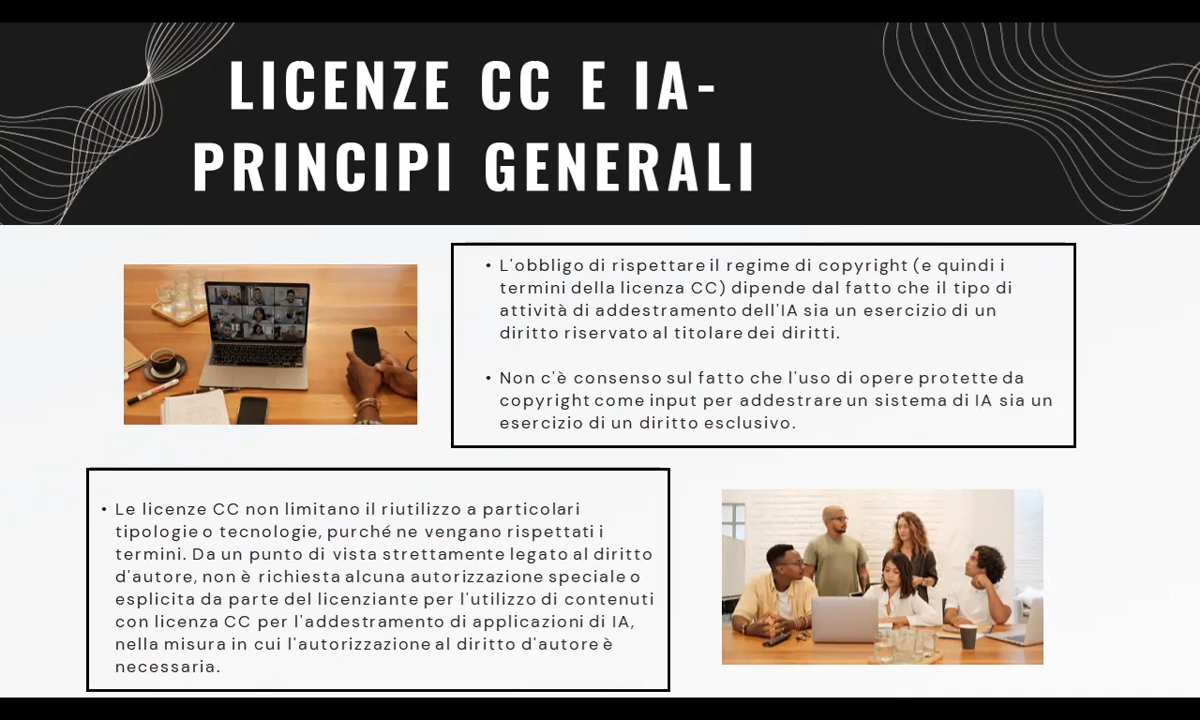 LICENZE CC E IA-
PRINCIPI GENERALI
• L'obbligo di rispettare il regime di copyright (e quindi i
termini della licenza CC) dipende dal fatto che il tipo di
attività di addestramento dell'IA sia un esercizio di un
diritto riservato al titolare dei diritti.
• Non c'è consenso sul fatto che l'uso di opere protette da
copyright come input per addestrare un sistema di IA sia un
esercizio di un diritto esclusivo.
• Le licenze CC non limitano il riutilizzo a particolari
tipologie o tecnologie, purché ne vengano rispettati i
termini. Da un punto di vista strettamente legato al diritto
d'autore, non è richiesta alcuna autorizzazione speciale o
esplicita da parte del licenziante per l'utilizzo di contenuti
con licenza CC per l'addestramento di applicazioni di IA,
nella misura in cui l'autorizzazione al diritto d'autore è
necessaria.